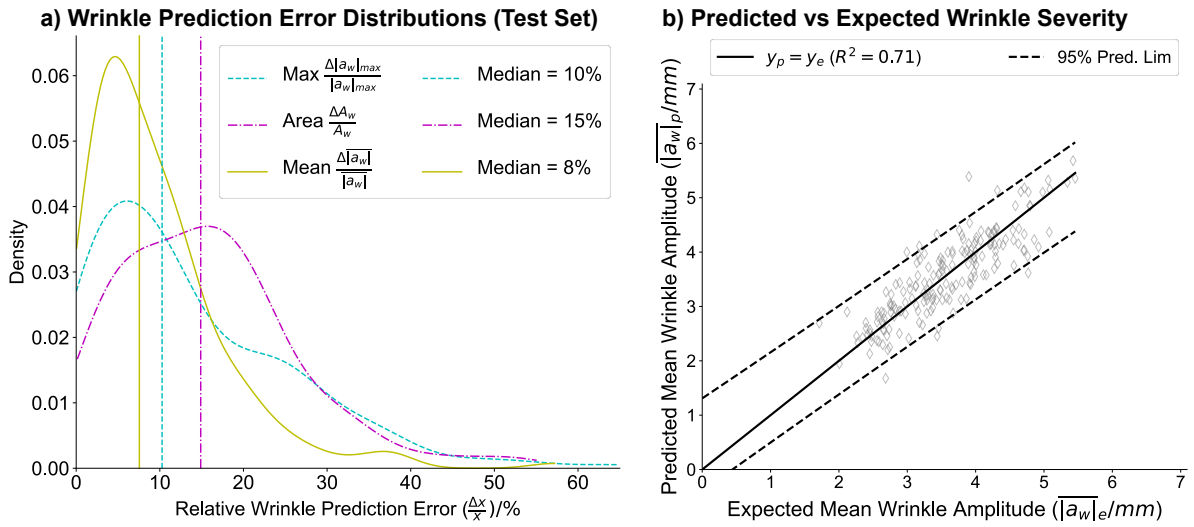 a) Wrinkle Prediction Error Distributions (Test Set)
Max Δ|a_w|_max / |a_w|_max
Median = 10%
Area ΔA_w / A_w
Median = 15%
Mean Δ\overline{|a_w|} / \overline{|a_w|}
Median = 8%
Density
0.06
0.05
0.04
0.03
0.02
0.01
0.00
0 10 20 30 40 50 60
Relative Wrinkle Prediction Error (Δx/x)/%
b) Predicted vs Expected Wrinkle Severity
y_p = y_e (R² = 0.71)
95% Pred. Lim
Predicted Mean Wrinkle Amplitude (\overline{|a_w|}_p/mm)
7
6
5
4
3
2
1
0
0 1 2 3 4 5 6 7
Expected Mean Wrinkle Amplitude (\overline{|a_w|}_e/mm)